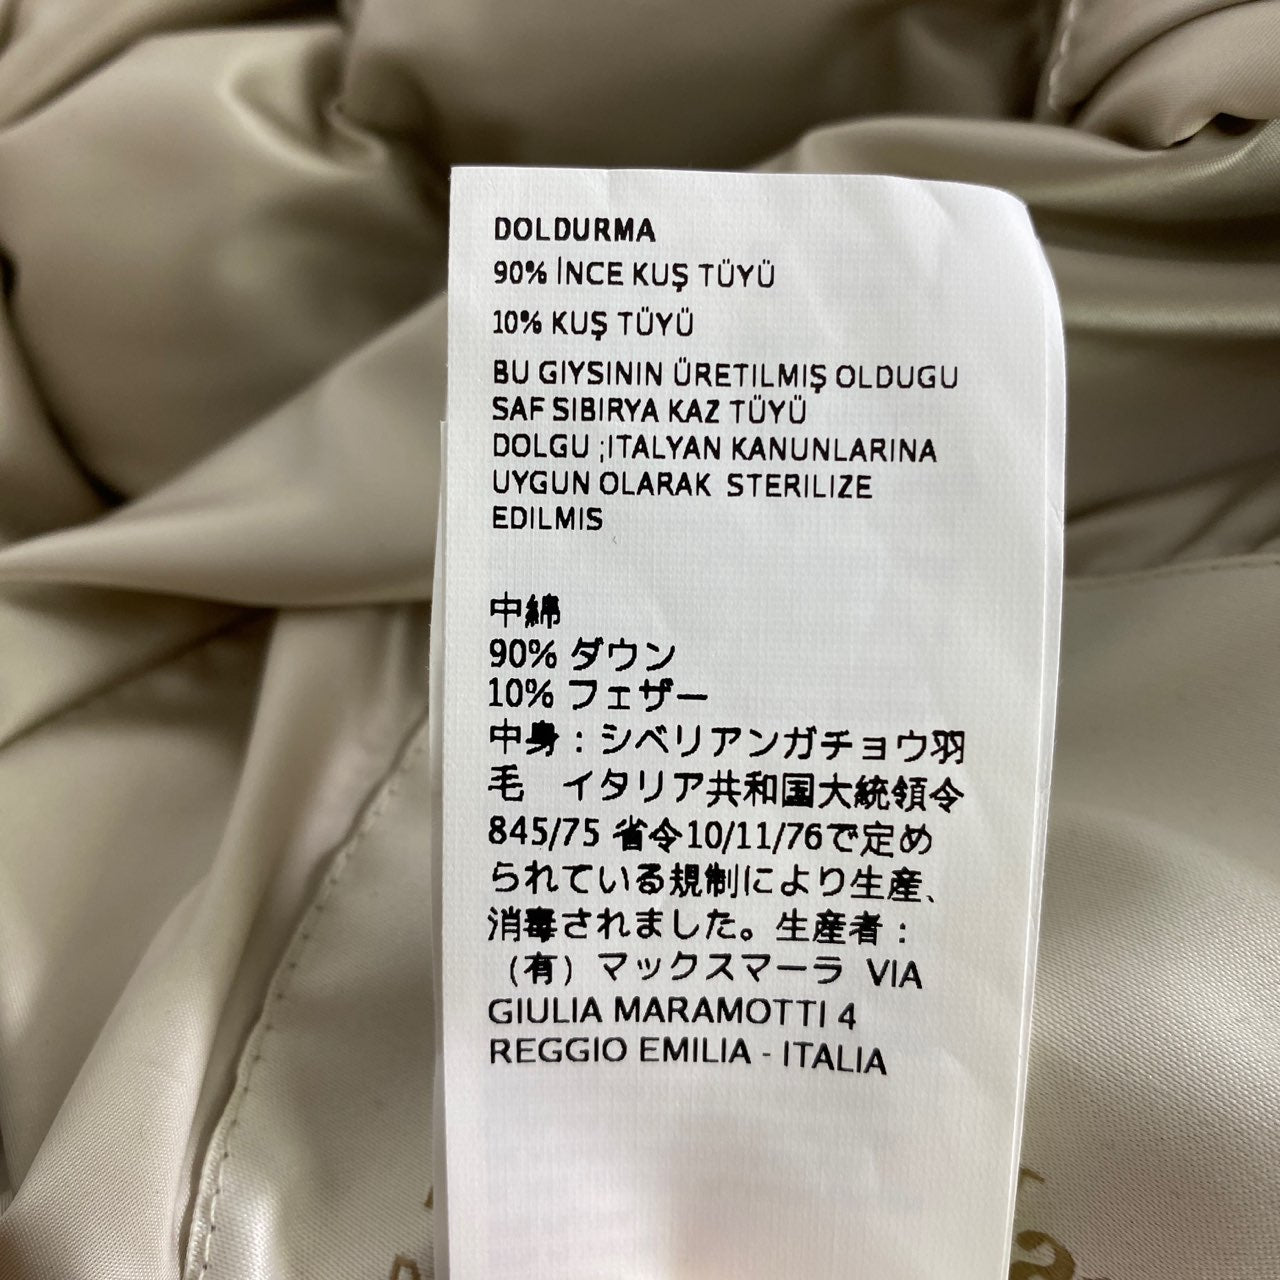 DOLDURMA
90% İNCE KUŞ TÜYÜ
10% KUŞ TÜYÜ
BU GIYSININ ÜRETILMIŞ OLDUGU
SAF SIBIRYA KAZ TÜYÜ
DOLGU ;ITALYAN KANUNLARINA
UYGUN OLARAK STERILIZE
EDILMIS
中綿
90% ダウン
10% フェザー
中身：シベリアンガチョウ羽
毛　イタリア共和国大統領令
845/75 省令10/11/76で定め
られている規制により生産、
消毒されました。生産者：
（有）マックスマーラ VIA
GIULIA MARAMOTTI 4
REGGIO EMILIA - ITALIA